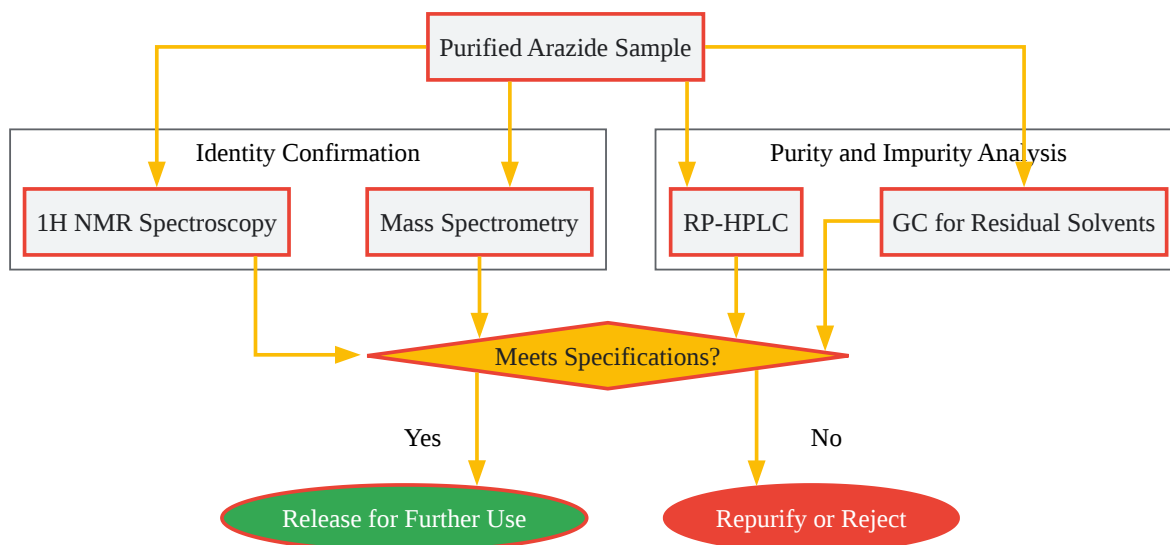 Purified Arazide Sample
Identity Confirmation
Purity and Impurity Analysis
1H NMR Spectroscopy
Mass Spectrometry
RP-HPLC
GC for Residual Solvents
Meets Specifications?
Yes
No
Release for Further Use
Repurify or Reject